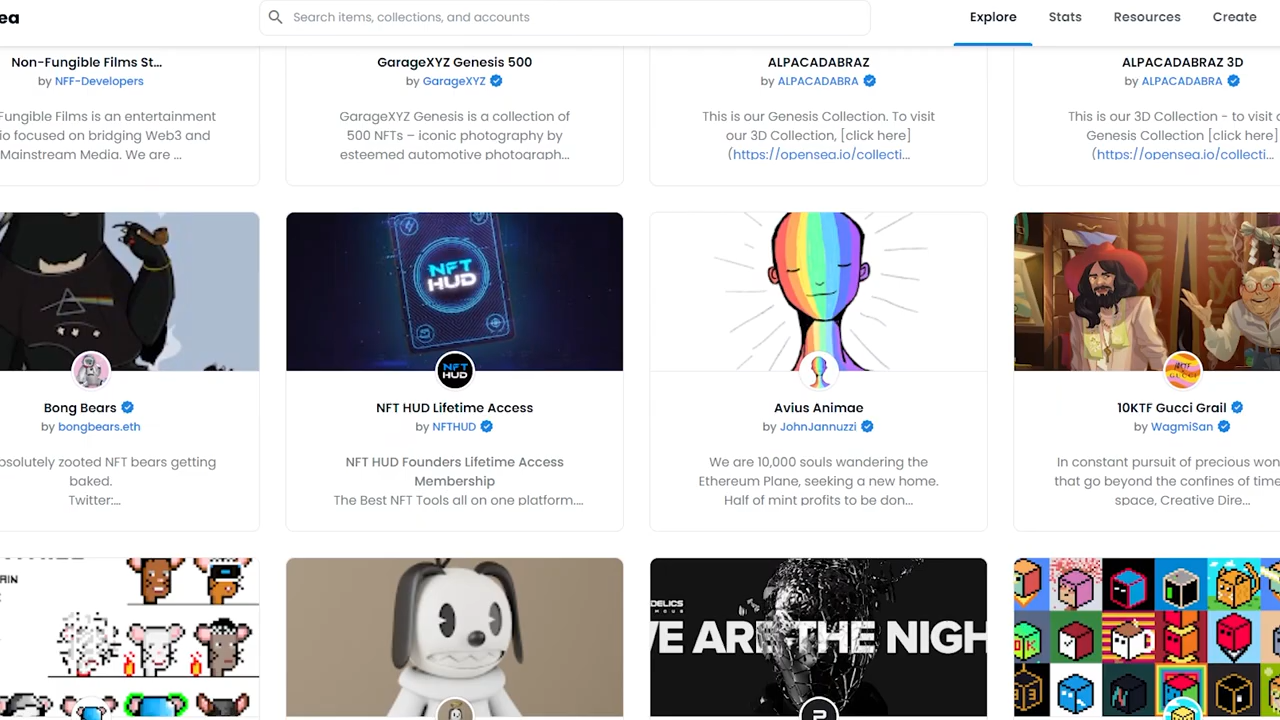 ea
Search items, collections, and accounts
Explore
Stats
Resources
Create
Non-Fungible Films St...
by NFF-Developers
Fungible Films is an entertainment
io focused on bridging Web3 and
Mainstream Media. We are ...
GarageXYZ Genesis 500
by GarageXYZ
GarageXYZ Genesis is a collection of
500 NFTs – iconic photography by
esteemed automotive photograph...
ALPACADABRAZ
by ALPACADABRA
This is our Genesis Collection. To visit
our 3D Collection, [click here]
(https://opensea.io/collecti...
ALPACADABRAZ 3D
by ALPACADABRA
This is our 3D Collection - to visit
Genesis Collection [click here]
(https://opensea.io/collecti...
Bong Bears
by bongbears.eth
bsolutely zooted NFT bears getting
baked.
Twitter:...
NFT
HUD
NFT
HUD
NFT HUD Lifetime Access
by NFTHUD
NFT HUD Founders Lifetime Access
Membership
The Best NFT Tools all on one platform....
Avius Animae
by JohnJannuzzi
We are 10,000 souls wandering the
Ethereum Plane, seeking a new home.
Half of mint profits to be don...
10KTF Gucci Grail
by WagmiSan
In constant pursuit of precious won
that go beyond the confines of time
space, Creative Dire...
AIN
DELICS
WE ARE THE NIGH